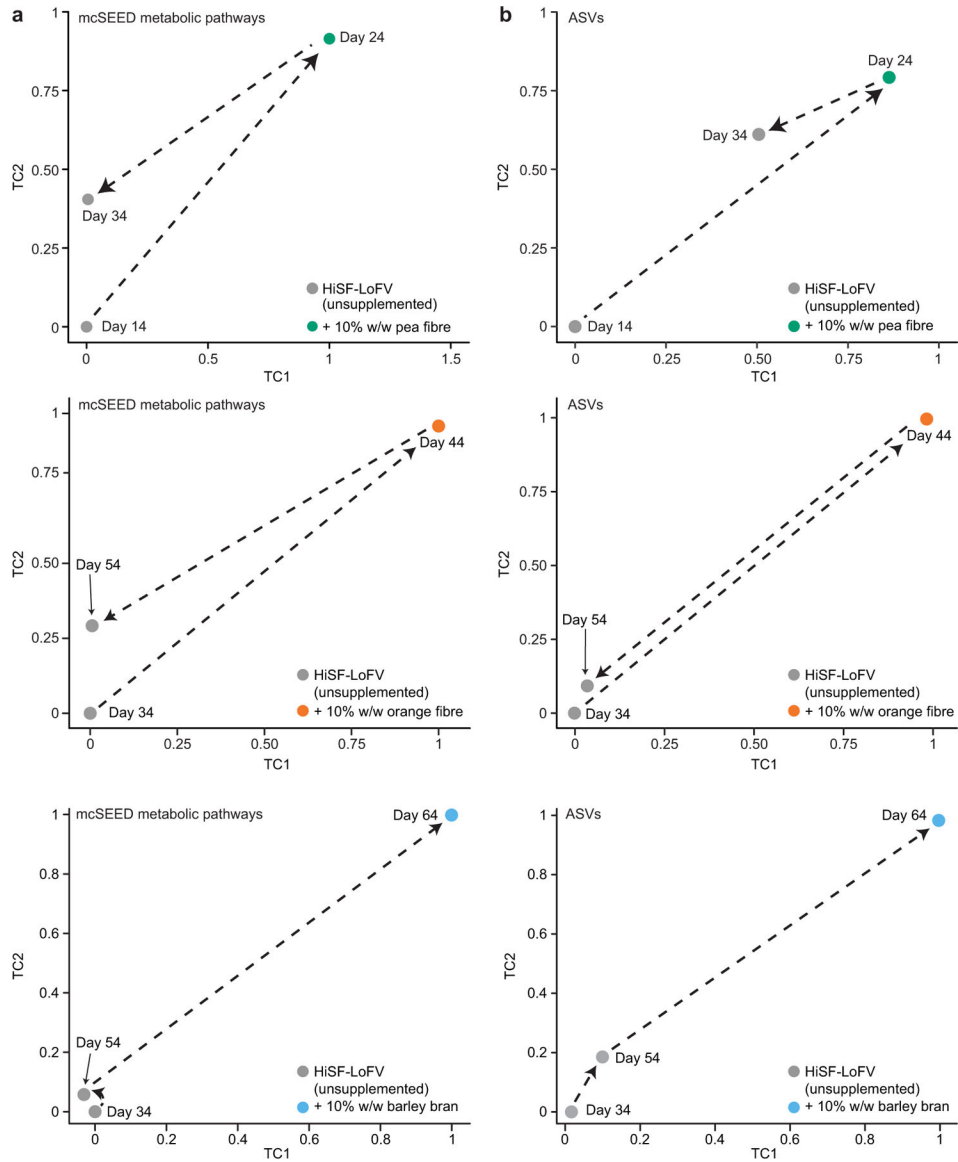 a
mcSEED metabolic pathways
1
Day 24
0.75
TC2
0.50
Day 34
0.25
HiSF-LoFV
(unsupplemented)
Day 14
+ 10% w/w pea fibre
0
0 0.5 1 1.5
TC1
b
ASVs
1
Day 24
0.75
Day 34
TC2
0.50
0.25
HiSF-LoFV
(unsupplemented)
Day 14
+ 10% w/w pea fibre
0
0 0.25 0.50 0.75 1
TC1
mcSEED metabolic pathways
1
Day 44
0.75
TC2
0.50
Day 54
0.25
HiSF-LoFV
(unsupplemented)
Day 34
+ 10% w/w orange fibre
0
0 0.25 0.50 0.75 1
TC1
ASVs
1
Day 44
0.75
TC2
0.50
Day 54
0.25
HiSF-LoFV
(unsupplemented)
Day 34
+ 10% w/w orange fibre
0
0 0.25 0.50 0.75 1
TC1
mcSEED metabolic pathways
1
Day 64
0.8
0.6
TC2
0.4
0.2
Day 54
HiSF-LoFV
(unsupplemented)
Day 34
+ 10% w/w barley bran
0
0 0.2 0.4 0.6 0.8 1
TC1
ASVs
1
Day 64
0.8
0.6
TC2
0.4
0.2
Day 54
HiSF-LoFV
(unsupplemented)
Day 34
+ 10% w/w barley bran
0
0 0.2 0.4 0.6 0.8 1
TC1